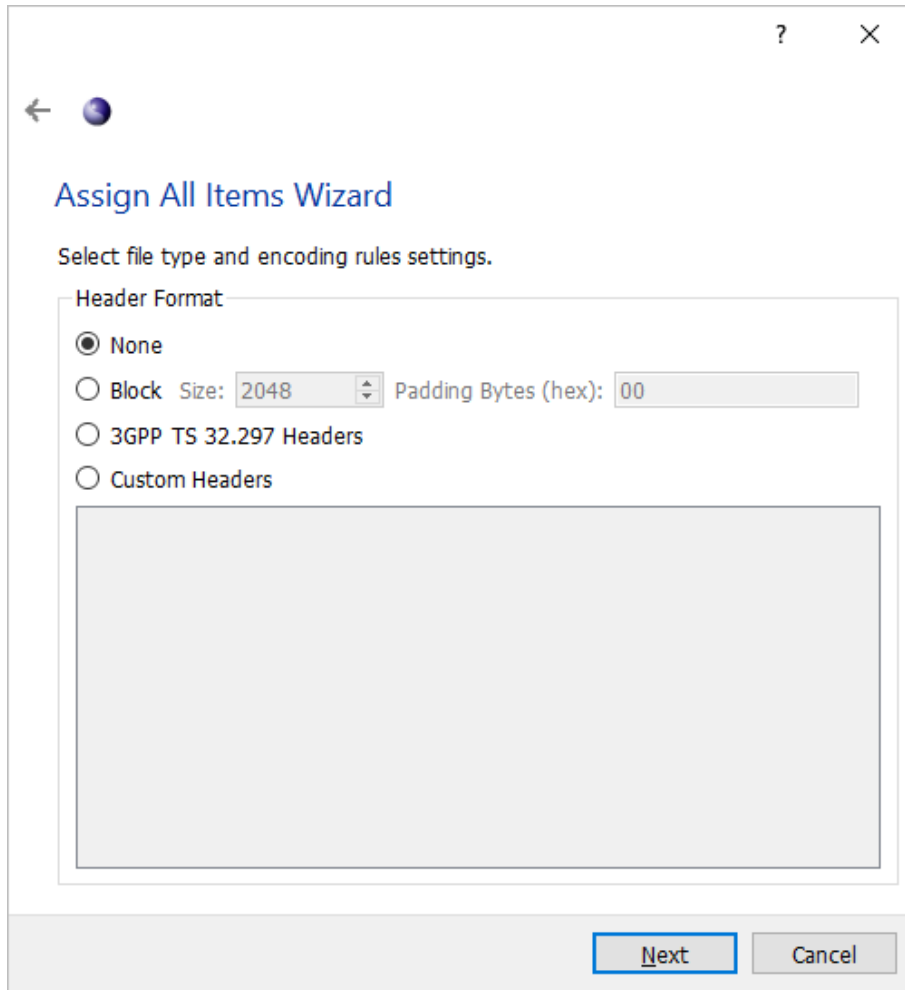 ?
Assign All Items Wizard
Select file type and encoding rules settings.
Header Format
None
Block Size: 2048 Padding Bytes (hex): 00
3GPP TS 32.297 Headers
Custom Headers
Next Cancel